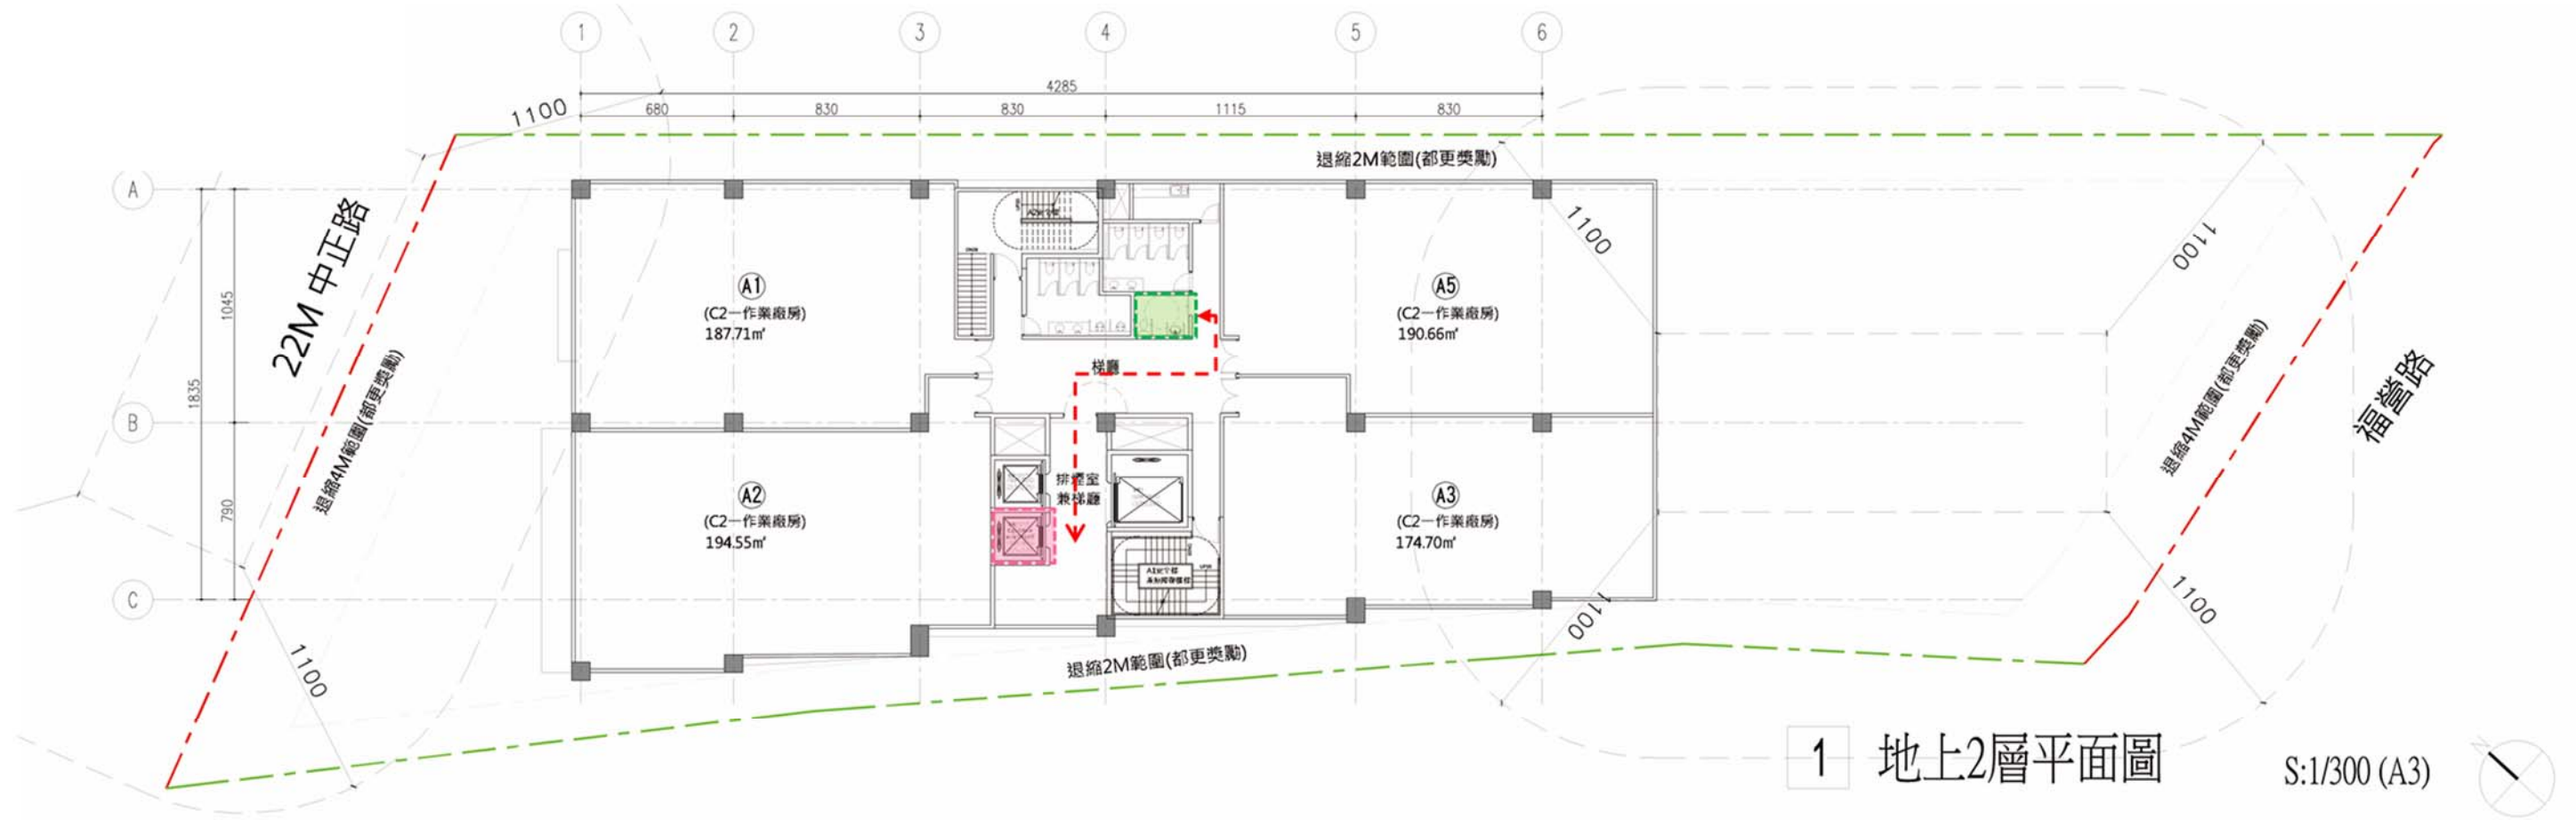 1
2
3
4
5
6
4285
680
830
830
1115
830
1100
退縮2M範圍(都更獎勵)
A
22M 中正路
1045
1835
A1
(C2一作業廠房)
187.71㎡
A5
(C2一作業廠房)
190.66㎡
1100
1100
梯廳
退縮4M範圍(都更獎勵)
退縮4M範圍(都更獎勵)
福營路
B
790
A2
(C2一作業廠房)
194.55㎡
排煙室
兼梯廳
A3
(C2一作業廠房)
174.70㎡
C
1100
1100
1100
退縮2M範圍(都更獎勵)
1 地上2層平面圖
S:1/300 (A3)